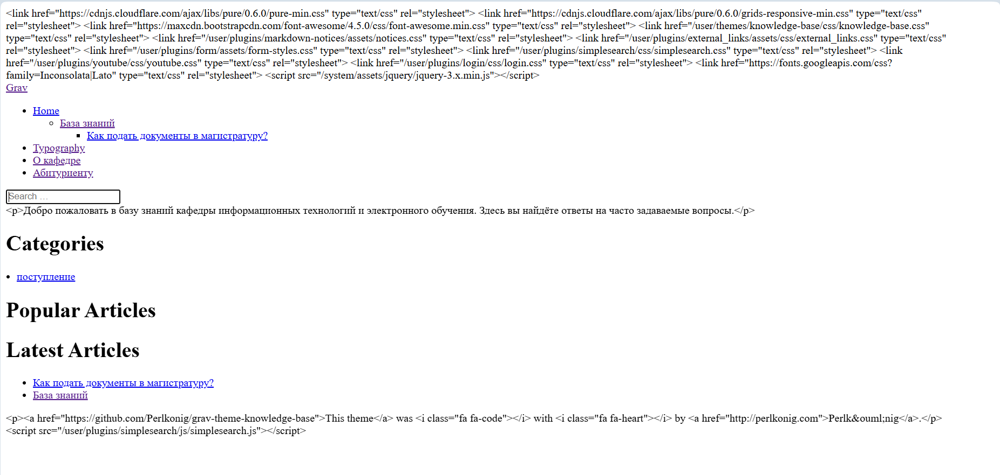 <link href="https://cdnjs.cloudflare.com/ajax/libs/pure/0.6.0/pure-min.css" type="text/css" rel="stylesheet"> <link href="https://cdnjs.cloudflare.com/ajax/libs/pure/0.6.0/grids-responsive-min.css" type="text/css"
rel="stylesheet"> <link href="https://maxcdn.bootstrapcdn.com/font-awesome/4.5.0/css/font-awesome.min.css" type="text/css" rel="stylesheet"> <link href="/user/themes/knowledge-base/css/knowledge-base.css"
type="text/css" rel="stylesheet"> <link href="/user/plugins/markdown-notices/assets/notices.css" type="text/css" rel="stylesheet"> <link href="/user/plugins/external_links/assets/css/external_links.css" type="text/css"
rel="stylesheet"> <link href="/user/plugins/form/assets/form-styles.css" type="text/css" rel="stylesheet"> <link href="/user/plugins/simplesearch/css/simplesearch.css" type="text/css" rel="stylesheet"> <link
href="/user/plugins/youtube/css/youtube.css" type="text/css" rel="stylesheet"> <link href="/user/plugins/login/css/login.css" type="text/css" rel="stylesheet"> <link href="https://fonts.googleapis.com/css?
family=Inconsolata|Lato" type="text/css" rel="stylesheet"> <script src="/system/assets/jquery/jquery-3.x.min.js"></script>
Grav
Home
База знаний
Как подать документы в магистратуру?
Typography
О кафедре
Абитуриенту
Search …
<p>Добро пожаловать в базу знаний кафедры информационных технологий и электронного обучения. Здесь вы найдёте ответы на часто задаваемые вопросы.</p>
Categories
поступление
Popular Articles
Latest Articles
Как подать документы в магистратуру?
База знаний
<p><a href="https://github.com/Perlkonig/grav-theme-knowledge-base">This theme</a> was <i class="fa fa-code"></i> with <i class="fa fa-heart"></i> by <a href="http://perlkonig.com">Perlk&ouml;nig</a>.</p>
<script src="/user/plugins/simplesearch/js/simplesearch.js"></script>